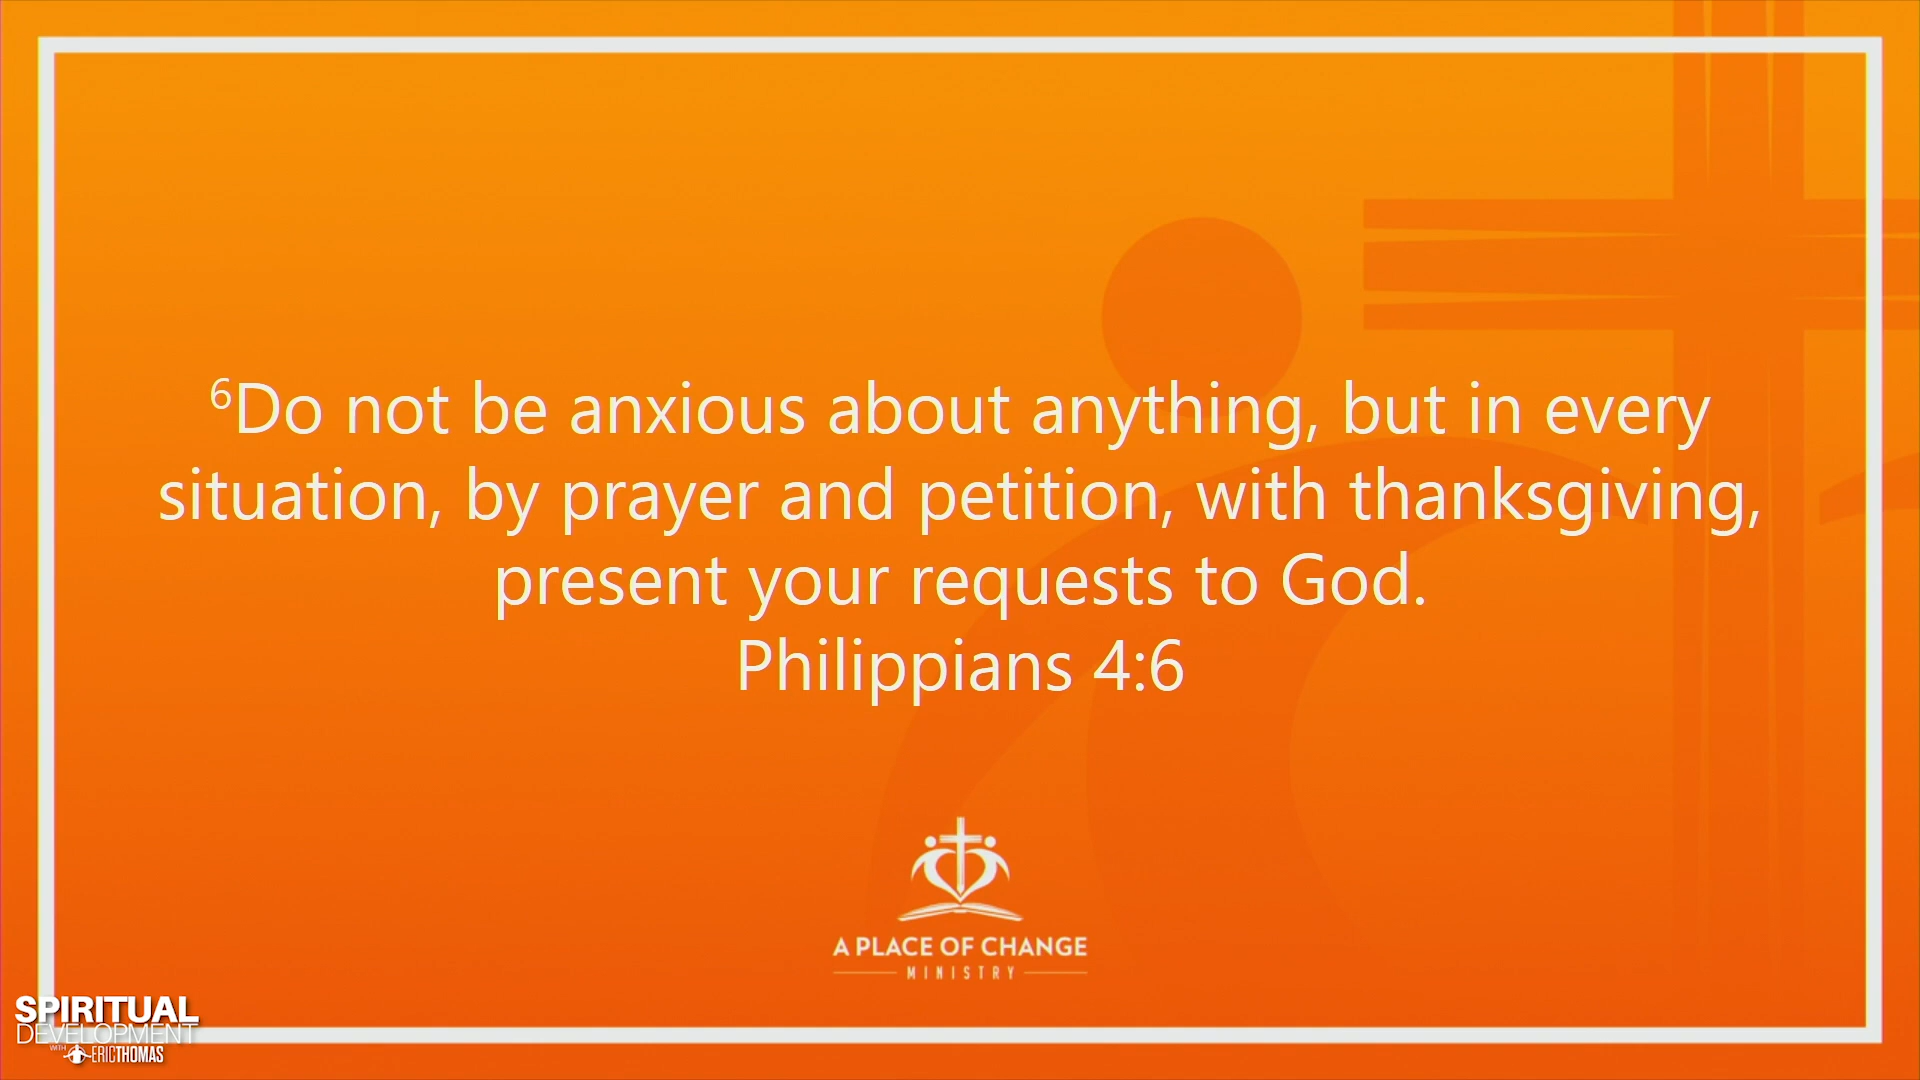 ⁶Do not be anxious about anything, but in every
situation, by prayer and petition, with thanksgiving,
present your requests to God.
Philippians 4:6
A PLACE OF CHANGE
MINISTRY
SPIRITUAL
DEVELOPMENT
WITH ERICTHOMAS